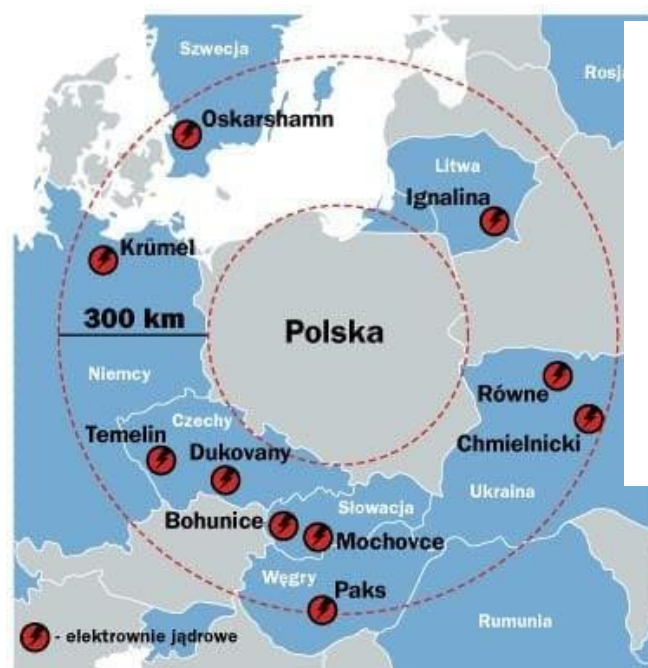 Szwecja
Rosja
Oskarshamn
Litwa
Ignalina
Krümel
300 km
Polska
Niemcy
Równe
Czechy
Temelin
Dukovany
Chmielnicki
Słowacja
Ukraina
Bohunice
Mochovce
Węgry
Paks
Rumunia
- elektrownie jądrowe